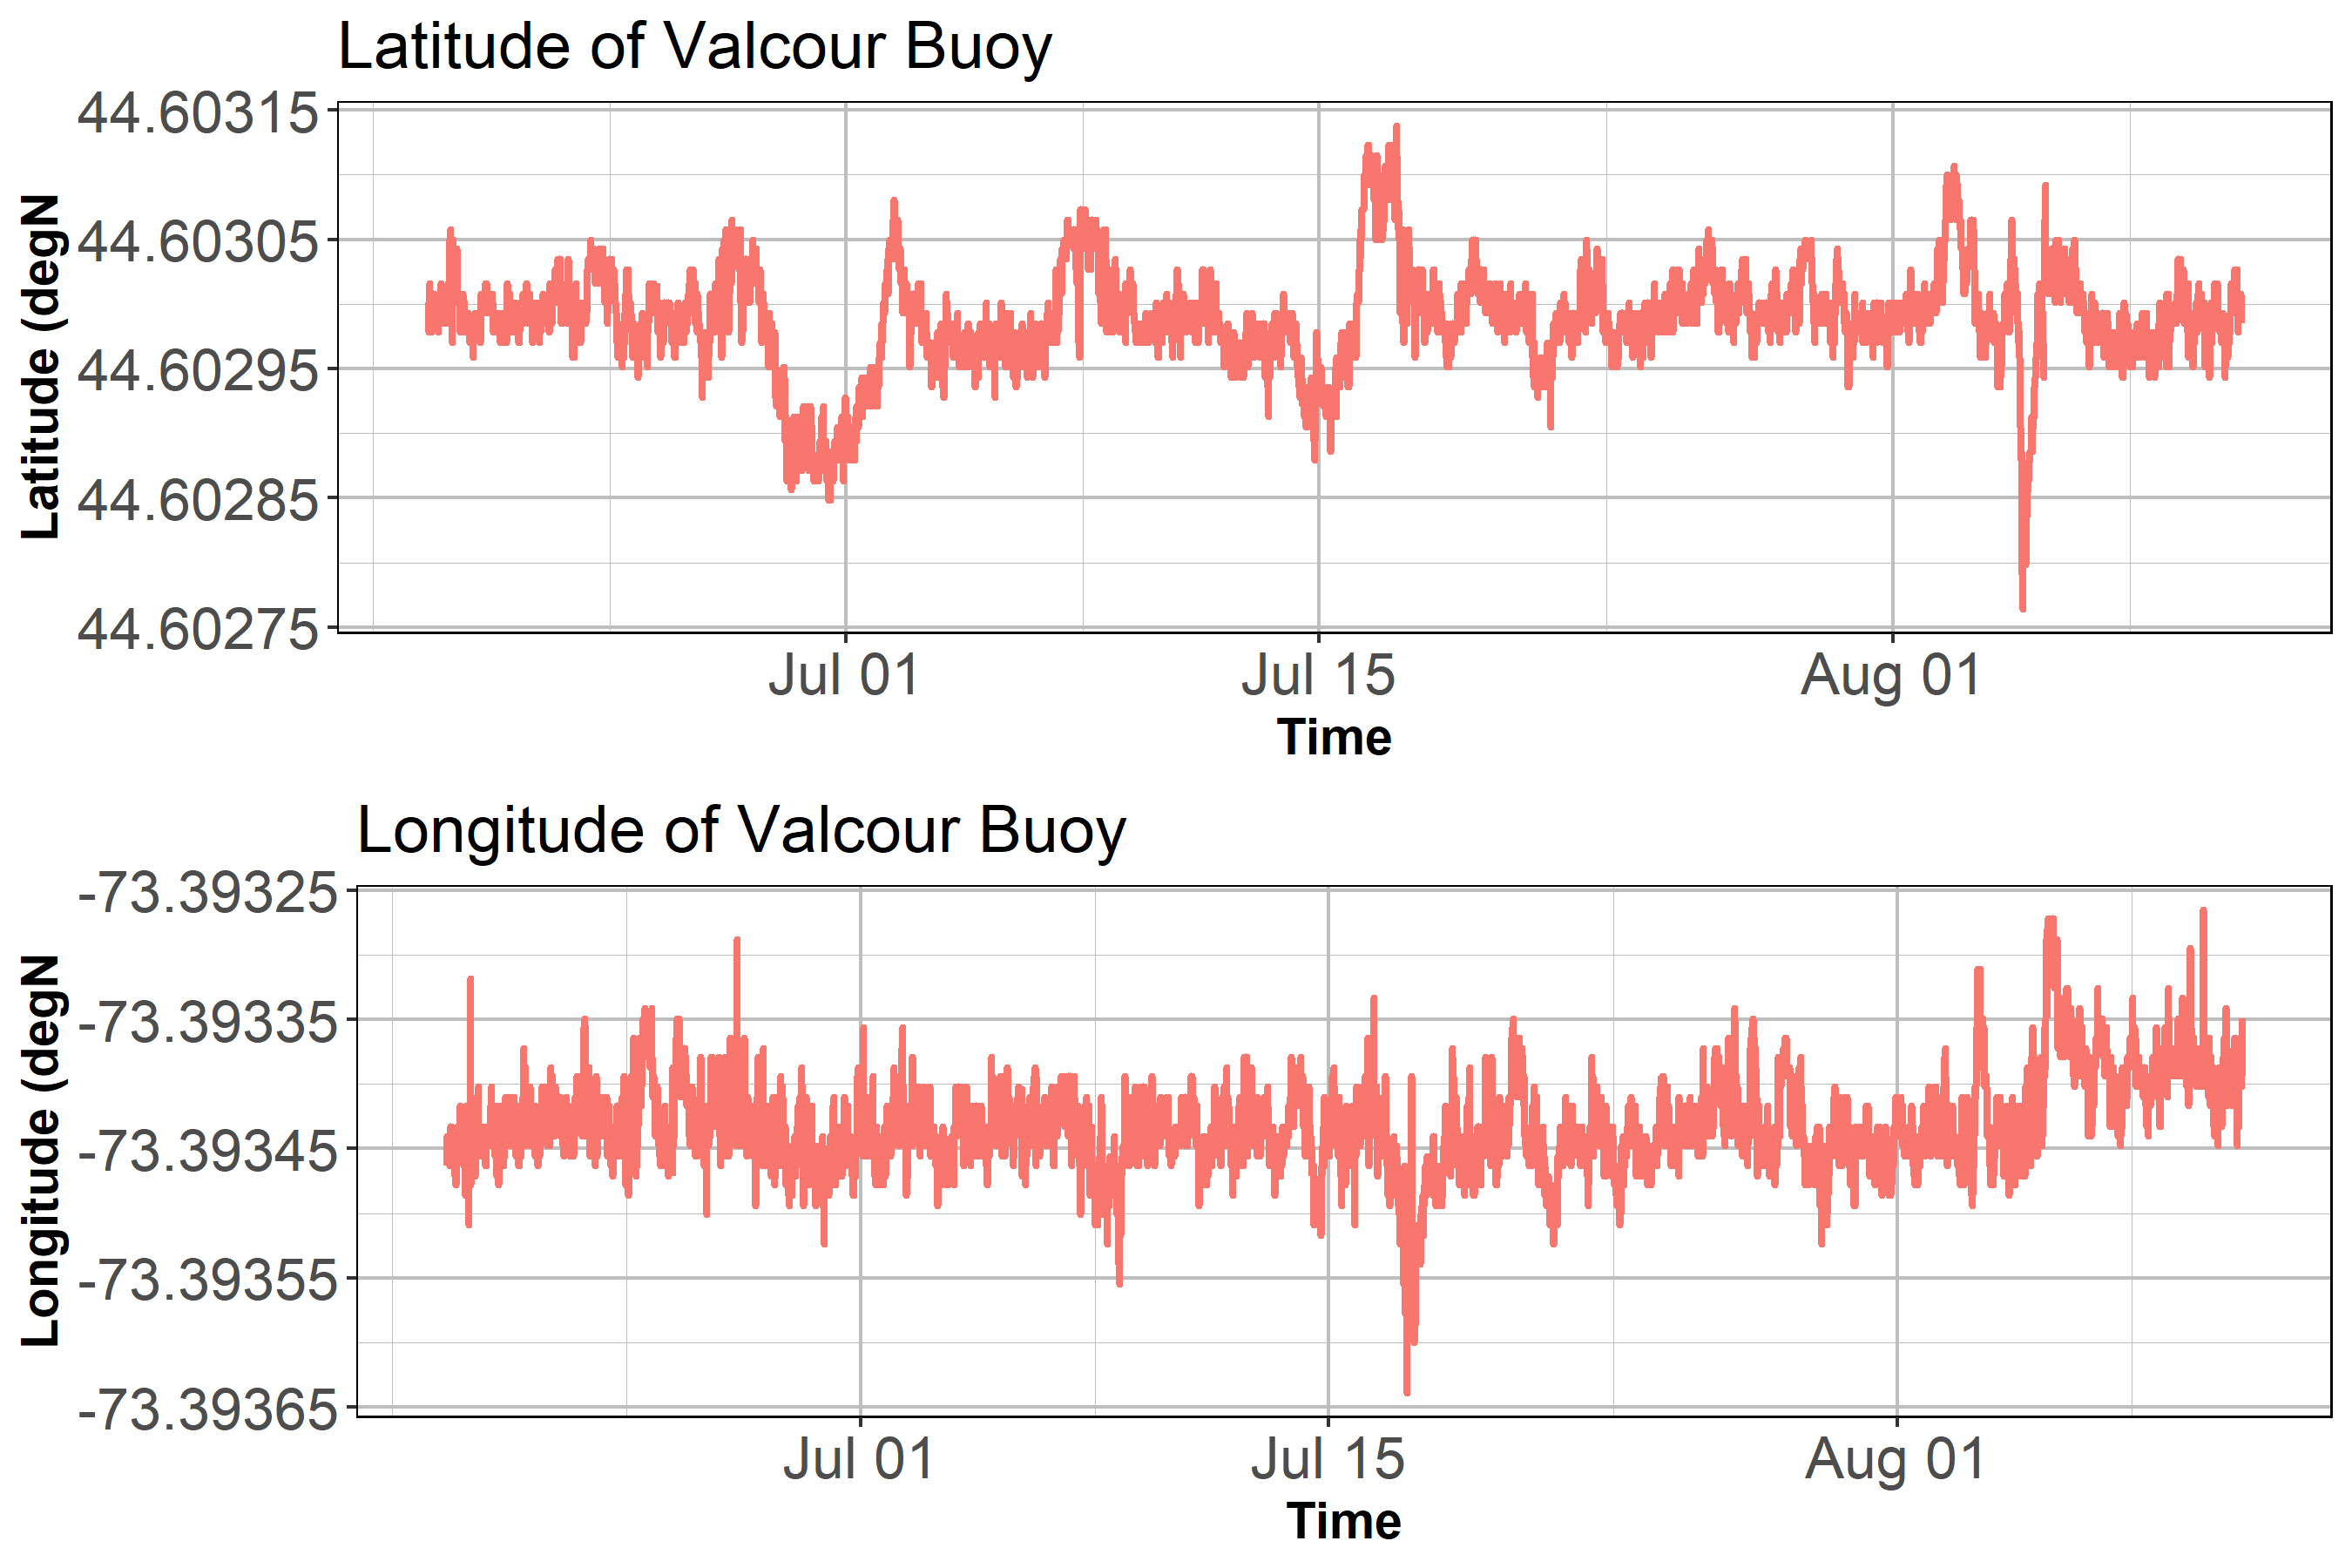 Latitude of Valcour Buoy
44.60315
44.60305
44.60295
44.60285
44.60275
Latitude (degN
Jul 01 Jul 15 Aug 01
Time
Longitude of Valcour Buoy
-73.39325
-73.39335
-73.39345
-73.39355
-73.39365
Longitude (degN
Jul 01 Jul 15 Aug 01
Time